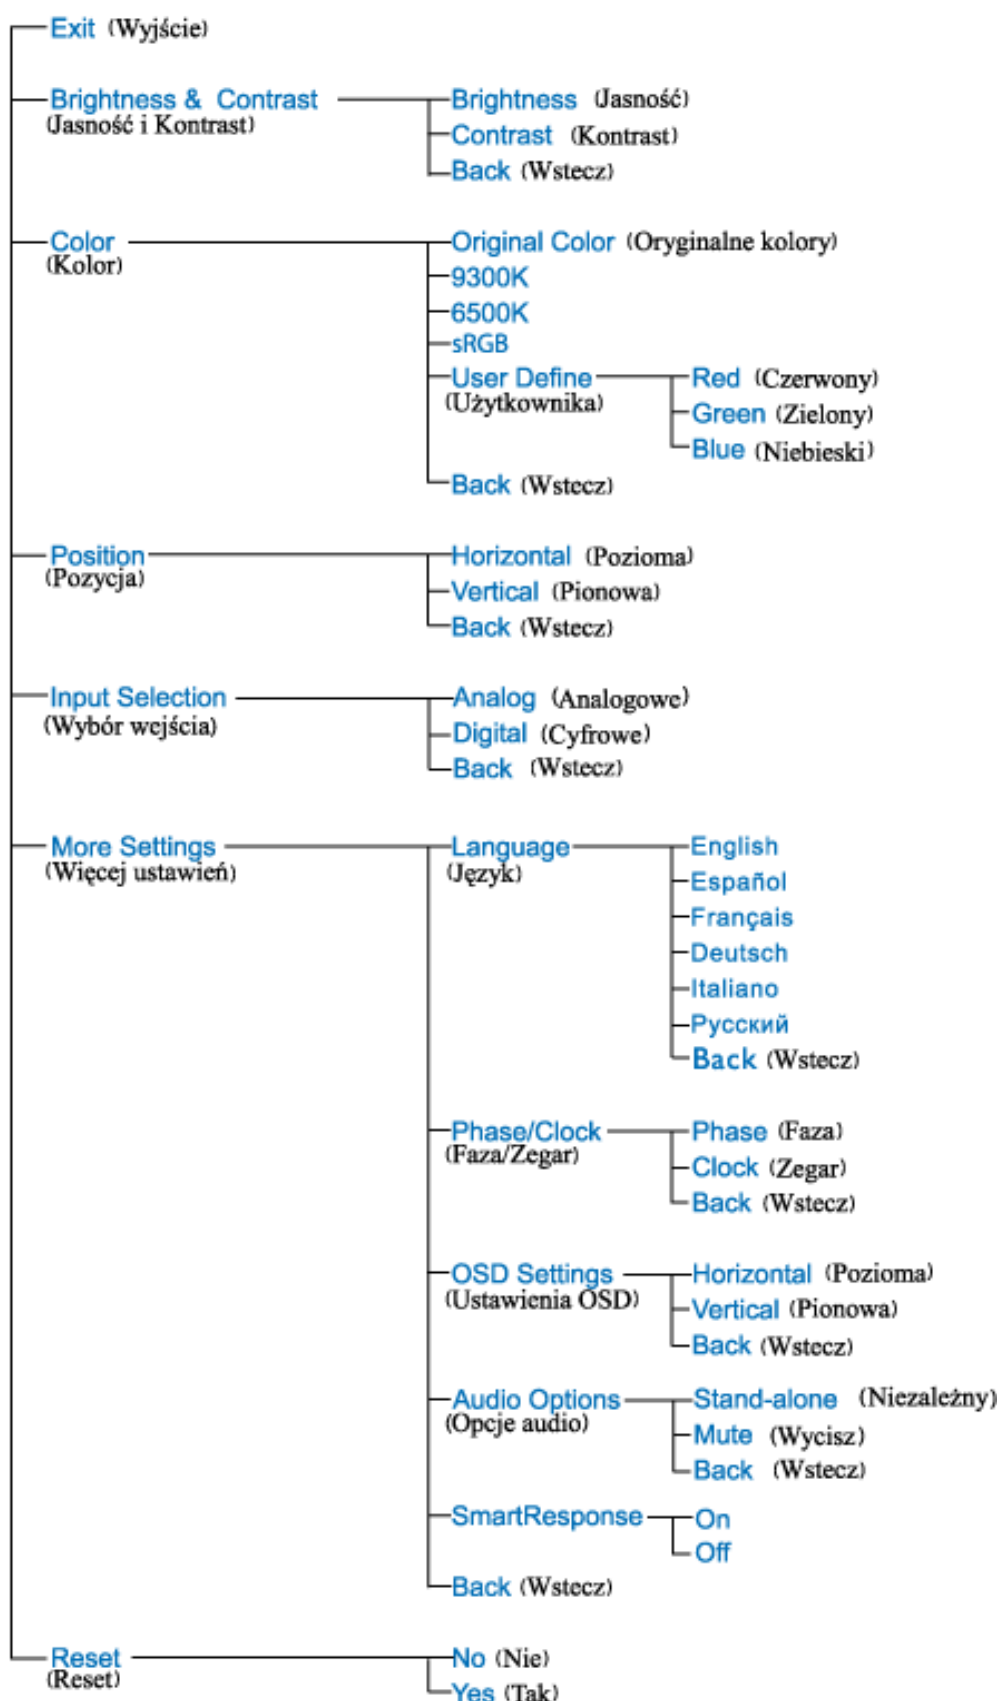 Exit (Wyjście)
Brightness & Contrast
(Jasność i Kontrast)
Brightness (Jasność)
Contrast (Kontrast)
Back (Wstecz)
Color
(Kolor)
Original Color (Oryginalne kolory)
9300K
6500K
sRGB
User Define
(Użytkownika)
Red (Czerwony)
Green (Zielony)
Blue (Niebieski)
Back (Wstecz)
Position
(Pozycja)
Horizontal (Pozioma)
Vertical (Pionowa)
Back (Wstecz)
Input Selection
(Wybór wejścia)
Analog (Analogowe)
Digital (Cyfrowe)
Back (Wstecz)
More Settings
(Więcej ustawień)
Language
(Język)
English
Español
Français
Deutsch
Italiano
Русский
Back (Wstecz)
Phase/Clock
(Faza/Zegar)
Phase (Faza)
Clock (Zegar)
Back (Wstecz)
OSD Settings
(Ustawienia OSD)
Horizontal (Pozioma)
Vertical (Pionowa)
Back (Wstecz)
Audio Options
(Opcje audio)
Stand-alone (Niezależny)
Mute (Wycisz)
Back (Wstecz)
SmartResponse
On
Off
Back (Wstecz)
Reset
(Reset)
No (Nie)
Yes (Tak)